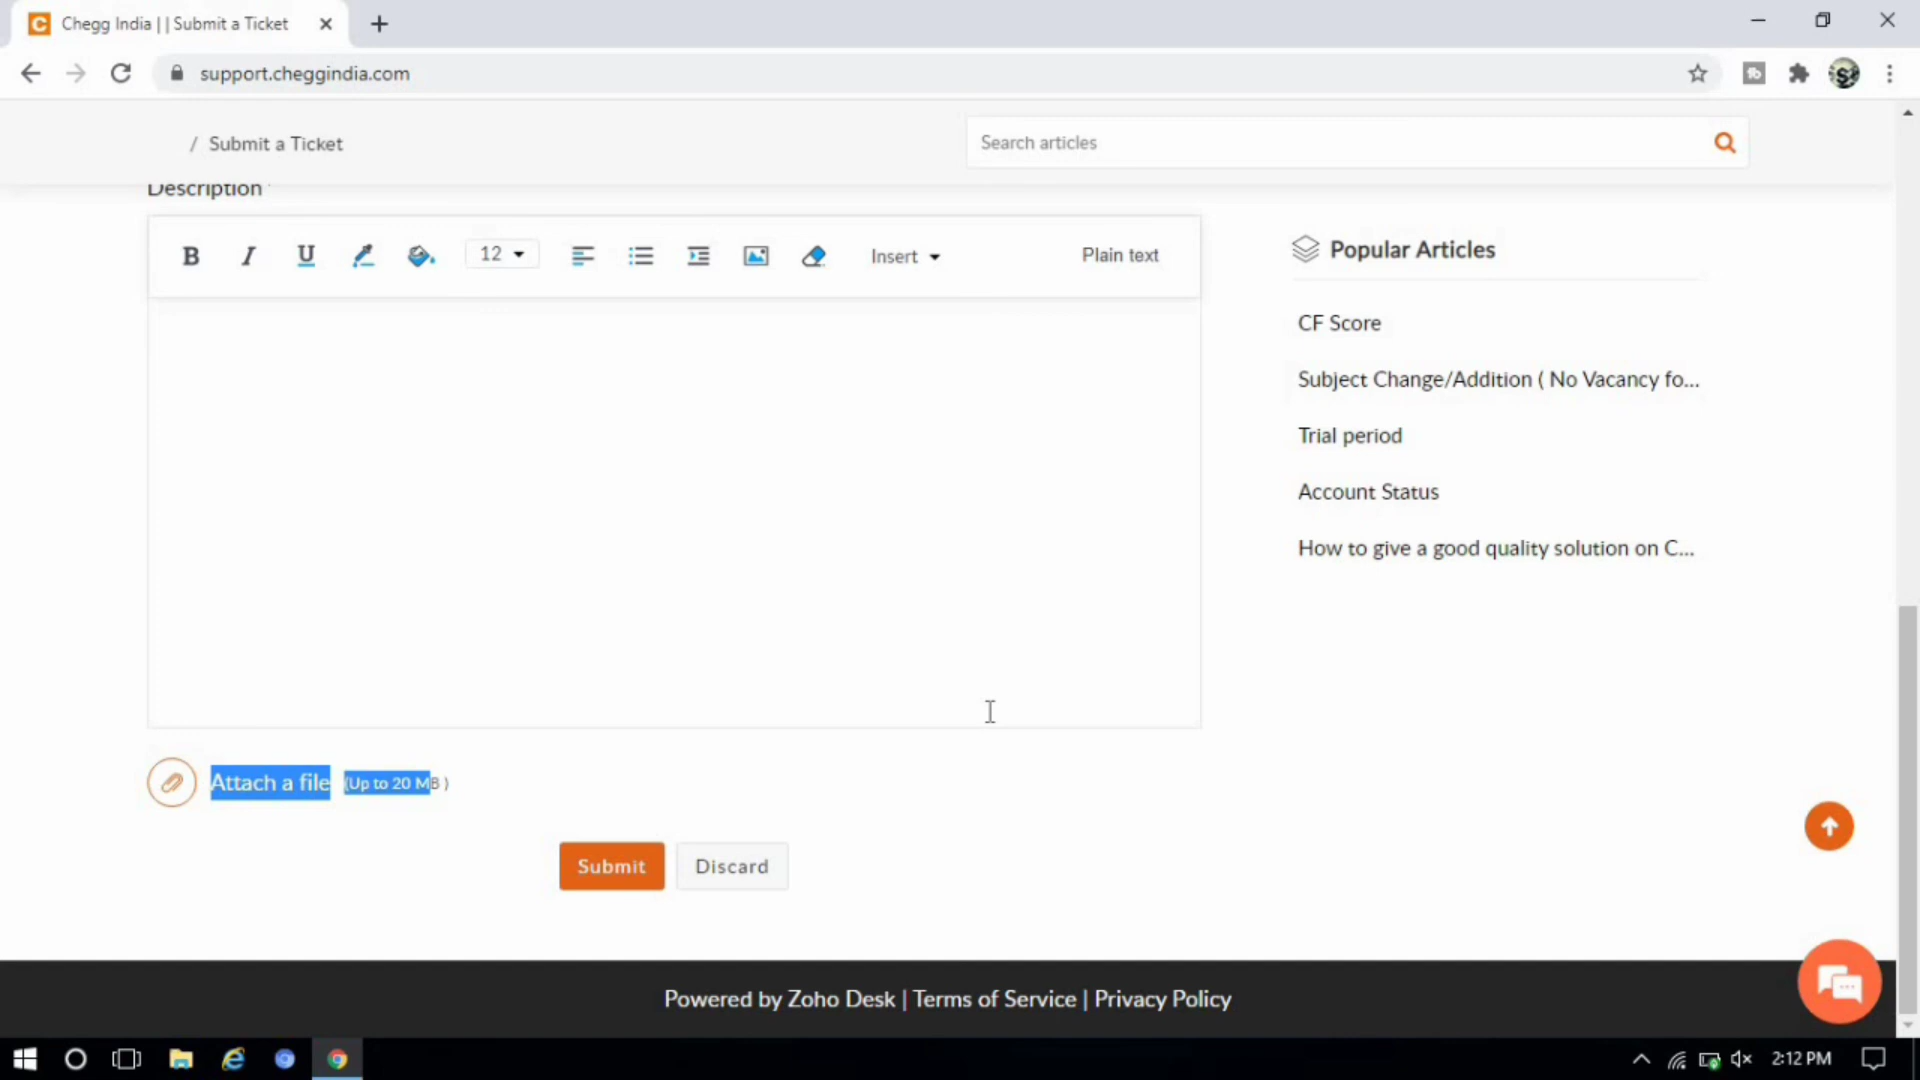 Chegg India || Submit a Ticket
support.cheggindia.com
/ Submit a Ticket
Search articles
Description
B I U 12 Insert Plain text
Popular Articles
CF Score
Subject Change/Addition ( No Vacancy fo...
Trial period
Account Status
How to give a good quality solution on C...
Attach a file (Up to 20 MB )
Submit Discard
Powered by Zoho Desk | Terms of Service | Privacy Policy
2:12 PM